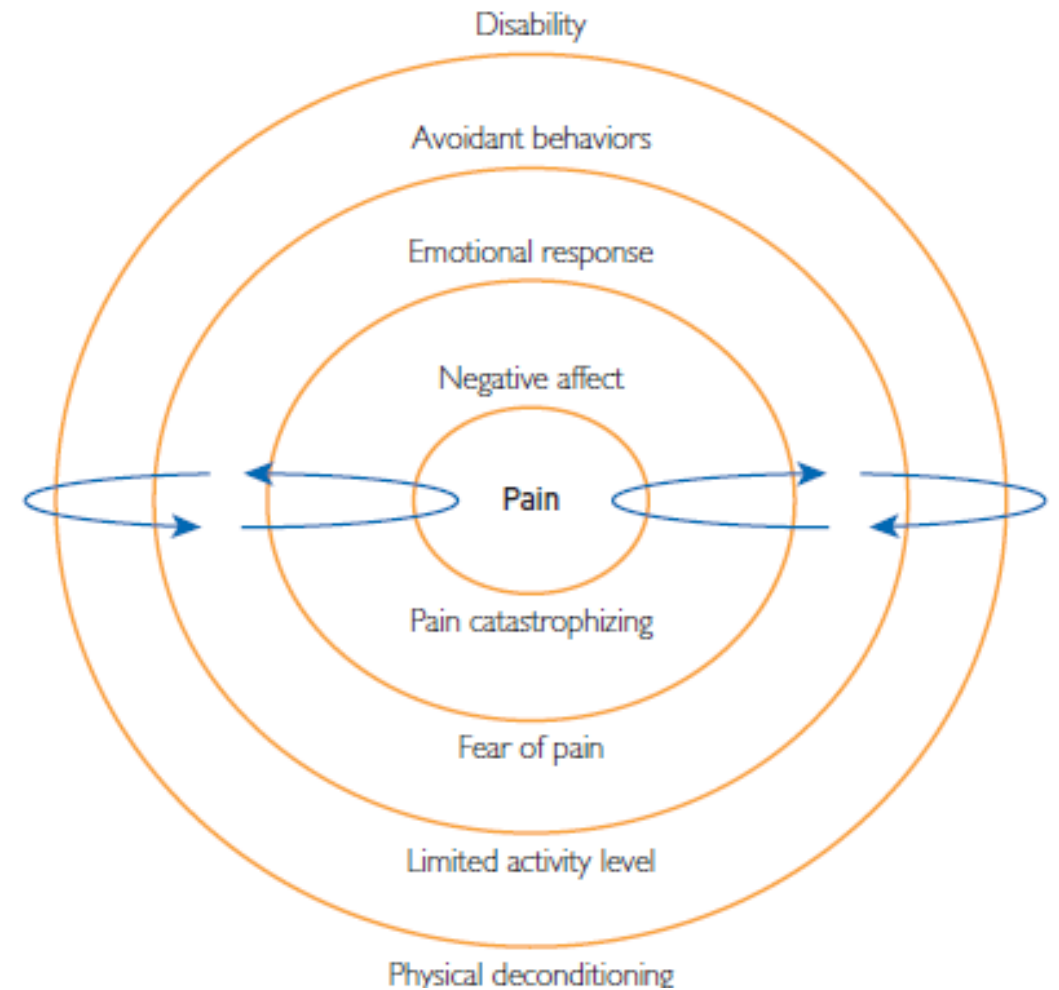 Disability
Avoidant behaviors
Emotional response
Negative affect
Pain
Pain catastrophizing
Fear of pain
Limited activity level
Physical deconditioning